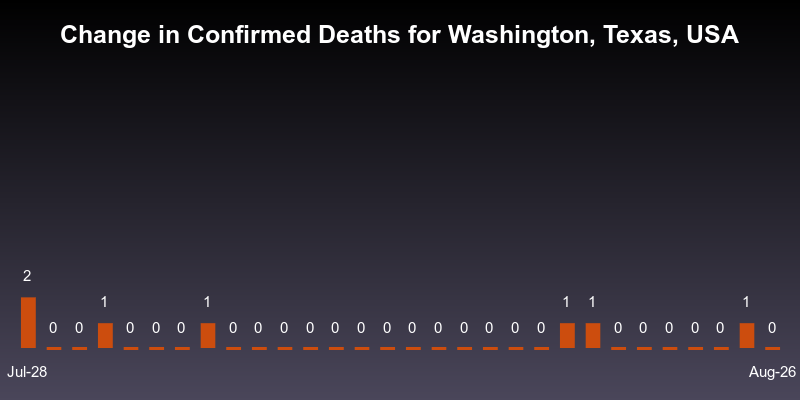 Change in Confirmed Deaths for Washington, Texas, USA
2
1 1 1 1 1
0 0 0 0 0 0 0 0 0 0 0 0 0 0 0 0 0 0 0 0 0 0 0 0
Jul-28 Aug-26